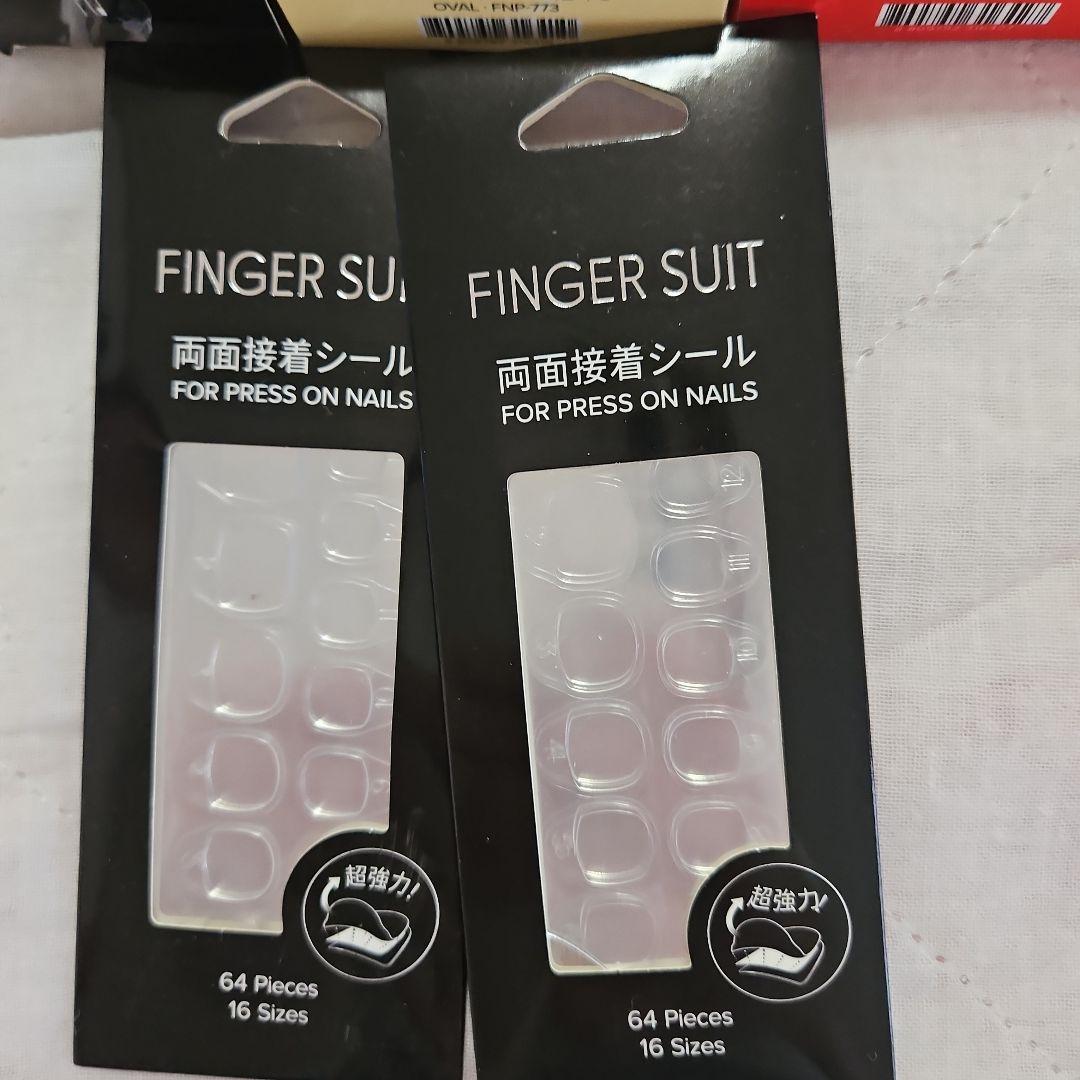 OVAL · FNP-773
FINGER SU
両面接着シール
FOR PRESS ON NAILS
超強力!
64 Pieces
16 Sizes
FINGER SUIT
両面接着シール
FOR PRESS ON NAILS
12
11
10
超強力!
64 Pieces
16 Sizes